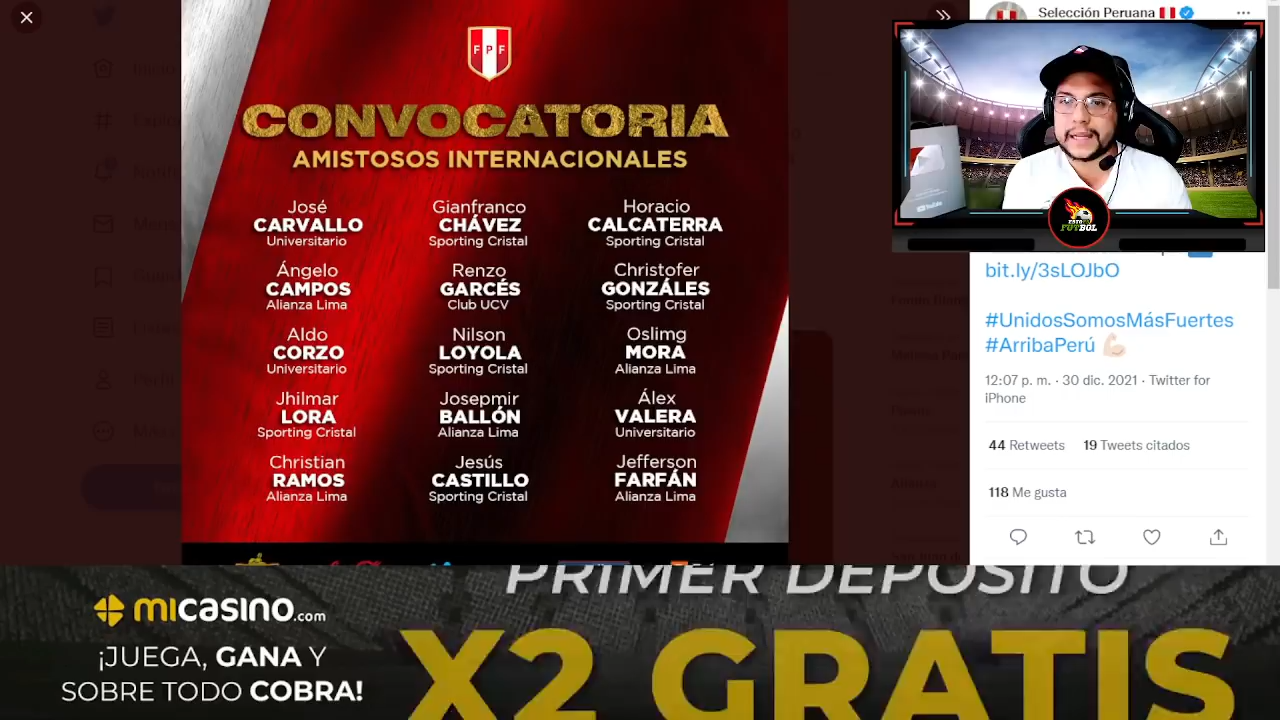 FPF
CONVOCATORIA
AMISTOSOS INTERNACIONALES
José
CARVALLO
Universitario
Gianfranco
CHÁVEZ
Sporting Cristal
Horacio
CALCATERRA
Sporting Cristal
Ángelo
CAMPOS
Alianza Lima
Renzo
GARCÉS
Club UCV
Christofer
GONZÁLES
Sporting Cristal
Aldo
CORZO
Universitario
Nilson
LOYOLA
Sporting Cristal
Oslimg
MORA
Alianza Lima
Jhilmar
LORA
Sporting Cristal
Josepmir
BALLÓN
Alianza Lima
Álex
VALERA
Universitario
Christian
RAMOS
Alianza Lima
Jesús
CASTILLO
Sporting Cristal
Jefferson
FARFÁN
Alianza Lima
Selección Peruana
FUTBOL
bit.ly/3sLOJbO
#UnidosSomosMásFuertes
#ArribaPerú
12:07 p. m. · 30 dic. 2021 · Twitter for
iPhone
44 Retweets 19 Tweets citados
118 Me gusta
micasino.com
¡JUEGA, GANA Y
SOBRE TODO COBRA!
PRIMER DEPÓSITO
X2 GRATIS